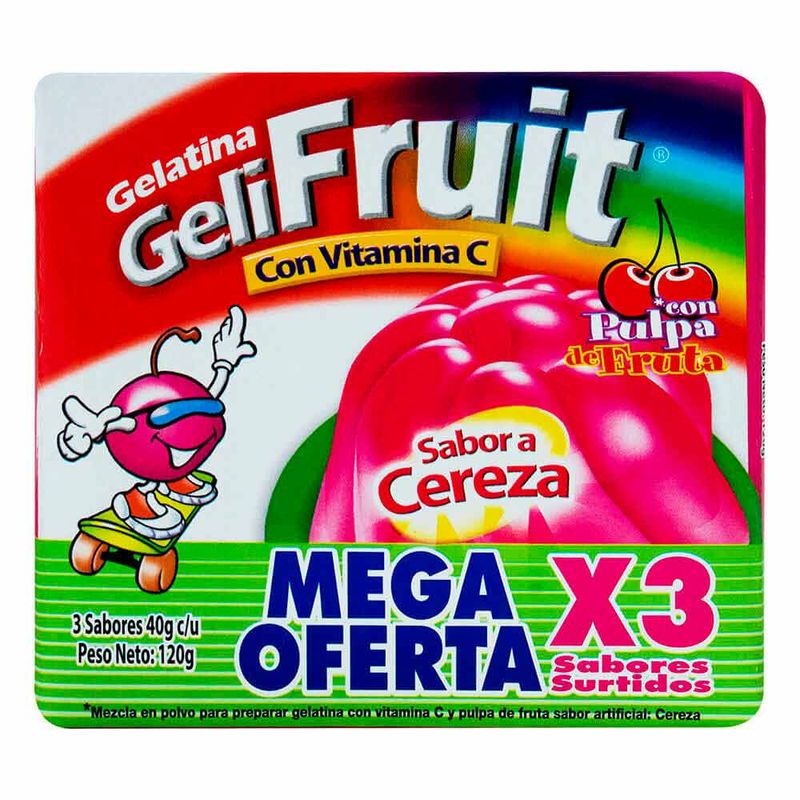 Gelatina
GeliFruit®
Con Vitamina C
*con
Pulpa
de Fruta
Sabor a
Cereza
MEGA
OFERTA
X3
Sabores
Surtidos
3 Sabores 40g c/u
Peso Neto: 120g
*Mezcla en polvo para preparar gelatina con vitamina C y pulpa de fruta sabor artificial: Cereza